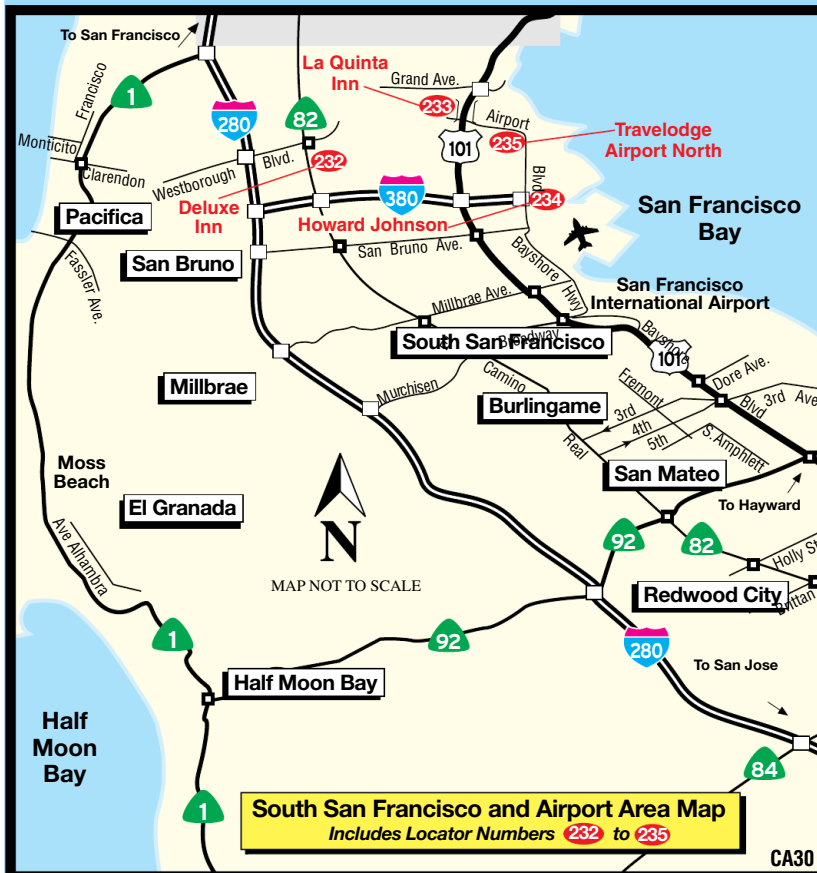 To San Francisco
La Quinta
Inn
Grand Ave.
Francisco
1
280
82
233
Airport
101
235
Travelodge
Airport North
Monticito
Clarendon
Westborough Blvd.
232
Blvd
Deluxe
Inn
380
234
Howard Johnson
Pacifica
San Francisco
Bay
San Bruno
San Bruno Ave.
Bayshore Hwy
Fassler Ave.
San Francisco
International Airport
Millbrae Ave.
South San Francisco
Broadway
Bayshore
101
Millbrae
Murchisen
Camino
Burlingame
Fremont
Dore Ave.
3rd
4th
5th
Blvd
3rd Ave
Real
S. Amphlett
Moss
Beach
San Mateo
El Granada
To Hayward
N
92
82
Ave Alhambra
MAP NOT TO SCALE
Holly St
Redwood City
Brittan
1
92
280
To San Jose
Half Moon Bay
Half
Moon
Bay
84
1
South San Francisco and Airport Area Map
Includes Locator Numbers 232 to 235
CA30